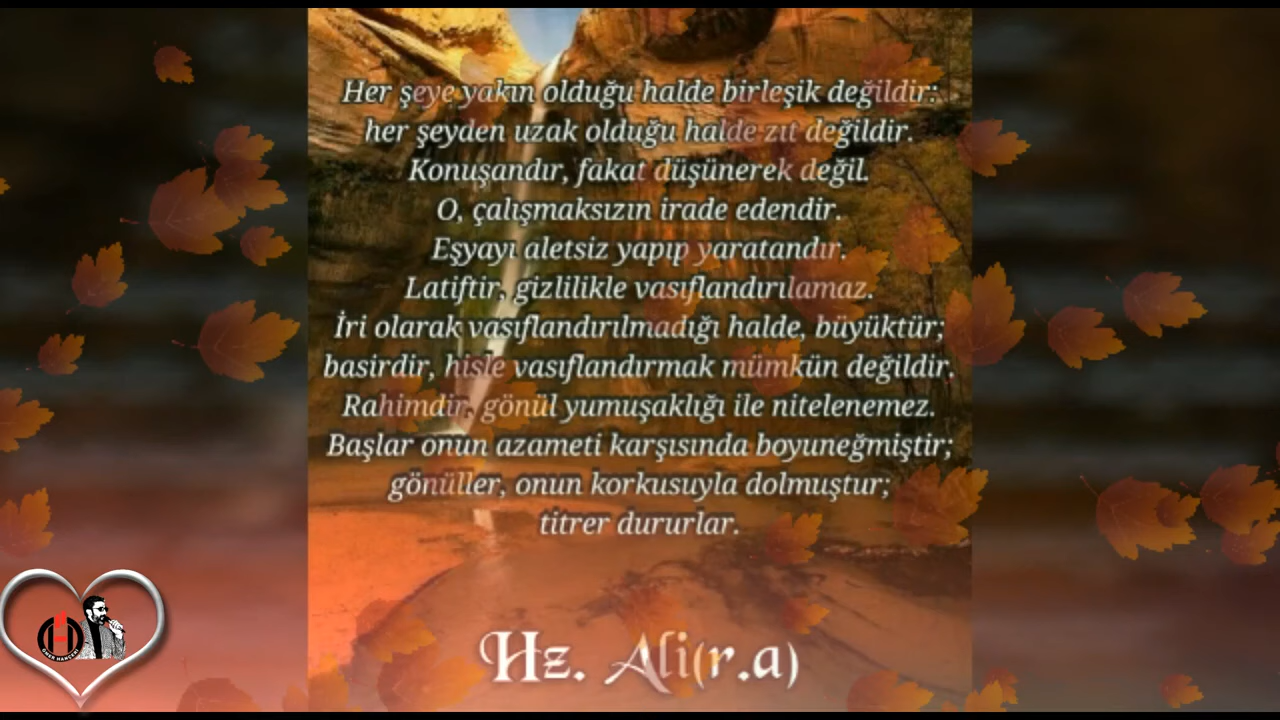 Her şeye yakın olduğu halde birleşik değildir:
her şeyden uzak olduğu halde zıt değildir.
Konuşandır, fakat düşünerek değil.
O, çalışmaksızın irade edendir.
Eşyayı aletsiz yapıp yaratandır.
Latiftir, gizlilikle vasıflandırılamaz.
İri olarak vasıflandırılmadığı halde, büyüktür;
basirdir, hisle vasıflandırmak mümkün değildir.
Rahimdir, gönül yumuşaklığı ile nitelenemez.
Başlar onun azameti karşısında boyuneğmiştir;
gönüller, onun korkusuyla dolmuştur;
titrer dururlar.
Hz. Ali(r.a)